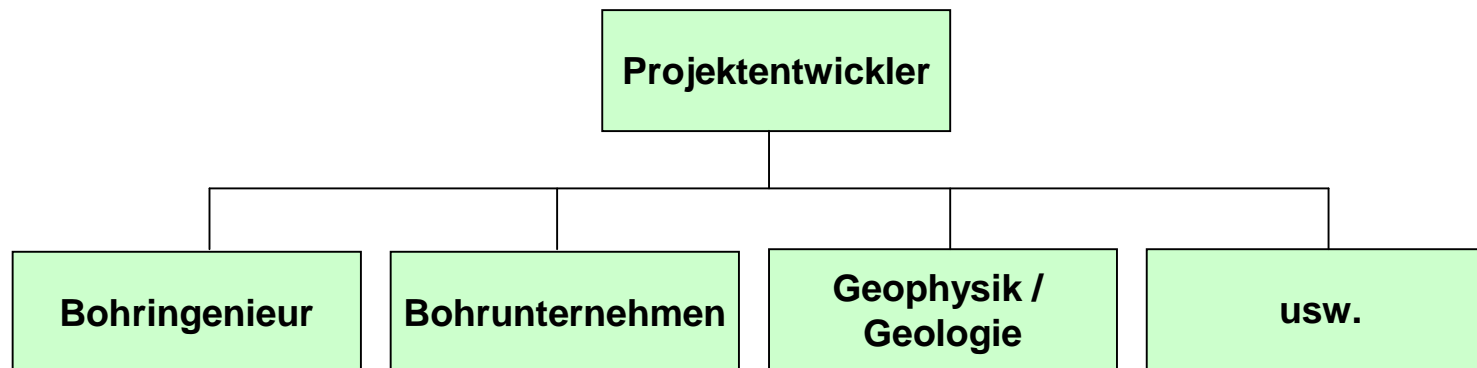 Projektentwickler
Bohringenieur
Bohrunternehmen
Geophysik /
Geologie
usw.